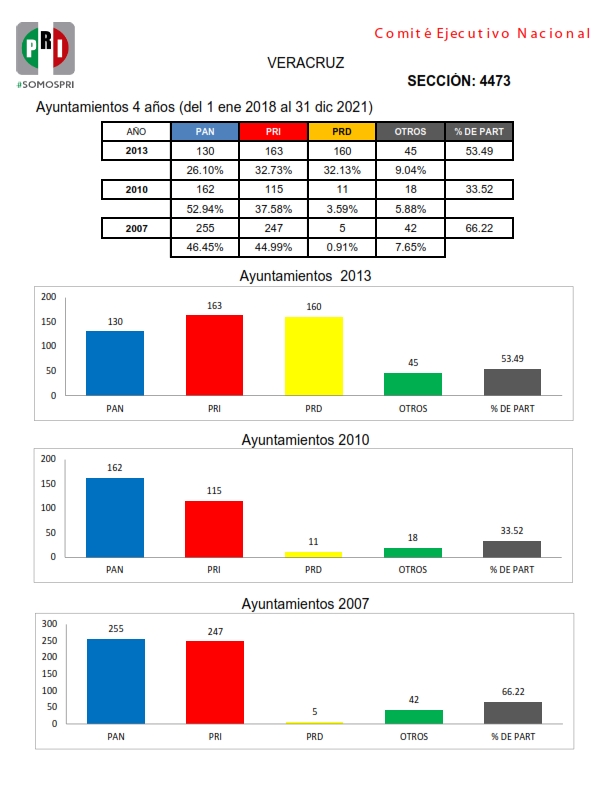 Comité Ejecutivo Nacional
PRI
#SOMOSPRI
VERACRUZ
SECCIÓN: 4473
Ayuntamientos 4 años (del 1 ene 2018 al 31 dic 2021)
AÑO PAN PRI PRD OTROS % DE PART
2013 130 163 160 45 53.49
26.10% 32.73% 32.13% 9.04%
2010 162 115 11 18 33.52
52.94% 37.58% 3.59% 5.88%
2007 255 247 5 42 66.22
46.45% 44.99% 0.91% 7.65%
Ayuntamientos 2013
200
150
100
50
0
130 163 160 45 53.49
PAN PRI PRD OTROS % DE PART
Ayuntamientos 2010
200
150
100
50
0
162 115 11 18 33.52
PAN PRI PRD OTROS % DE PART
Ayuntamientos 2007
300
250
200
150
100
50
0
255 247 5 42 66.22
PAN PRI PRD OTROS % DE PART